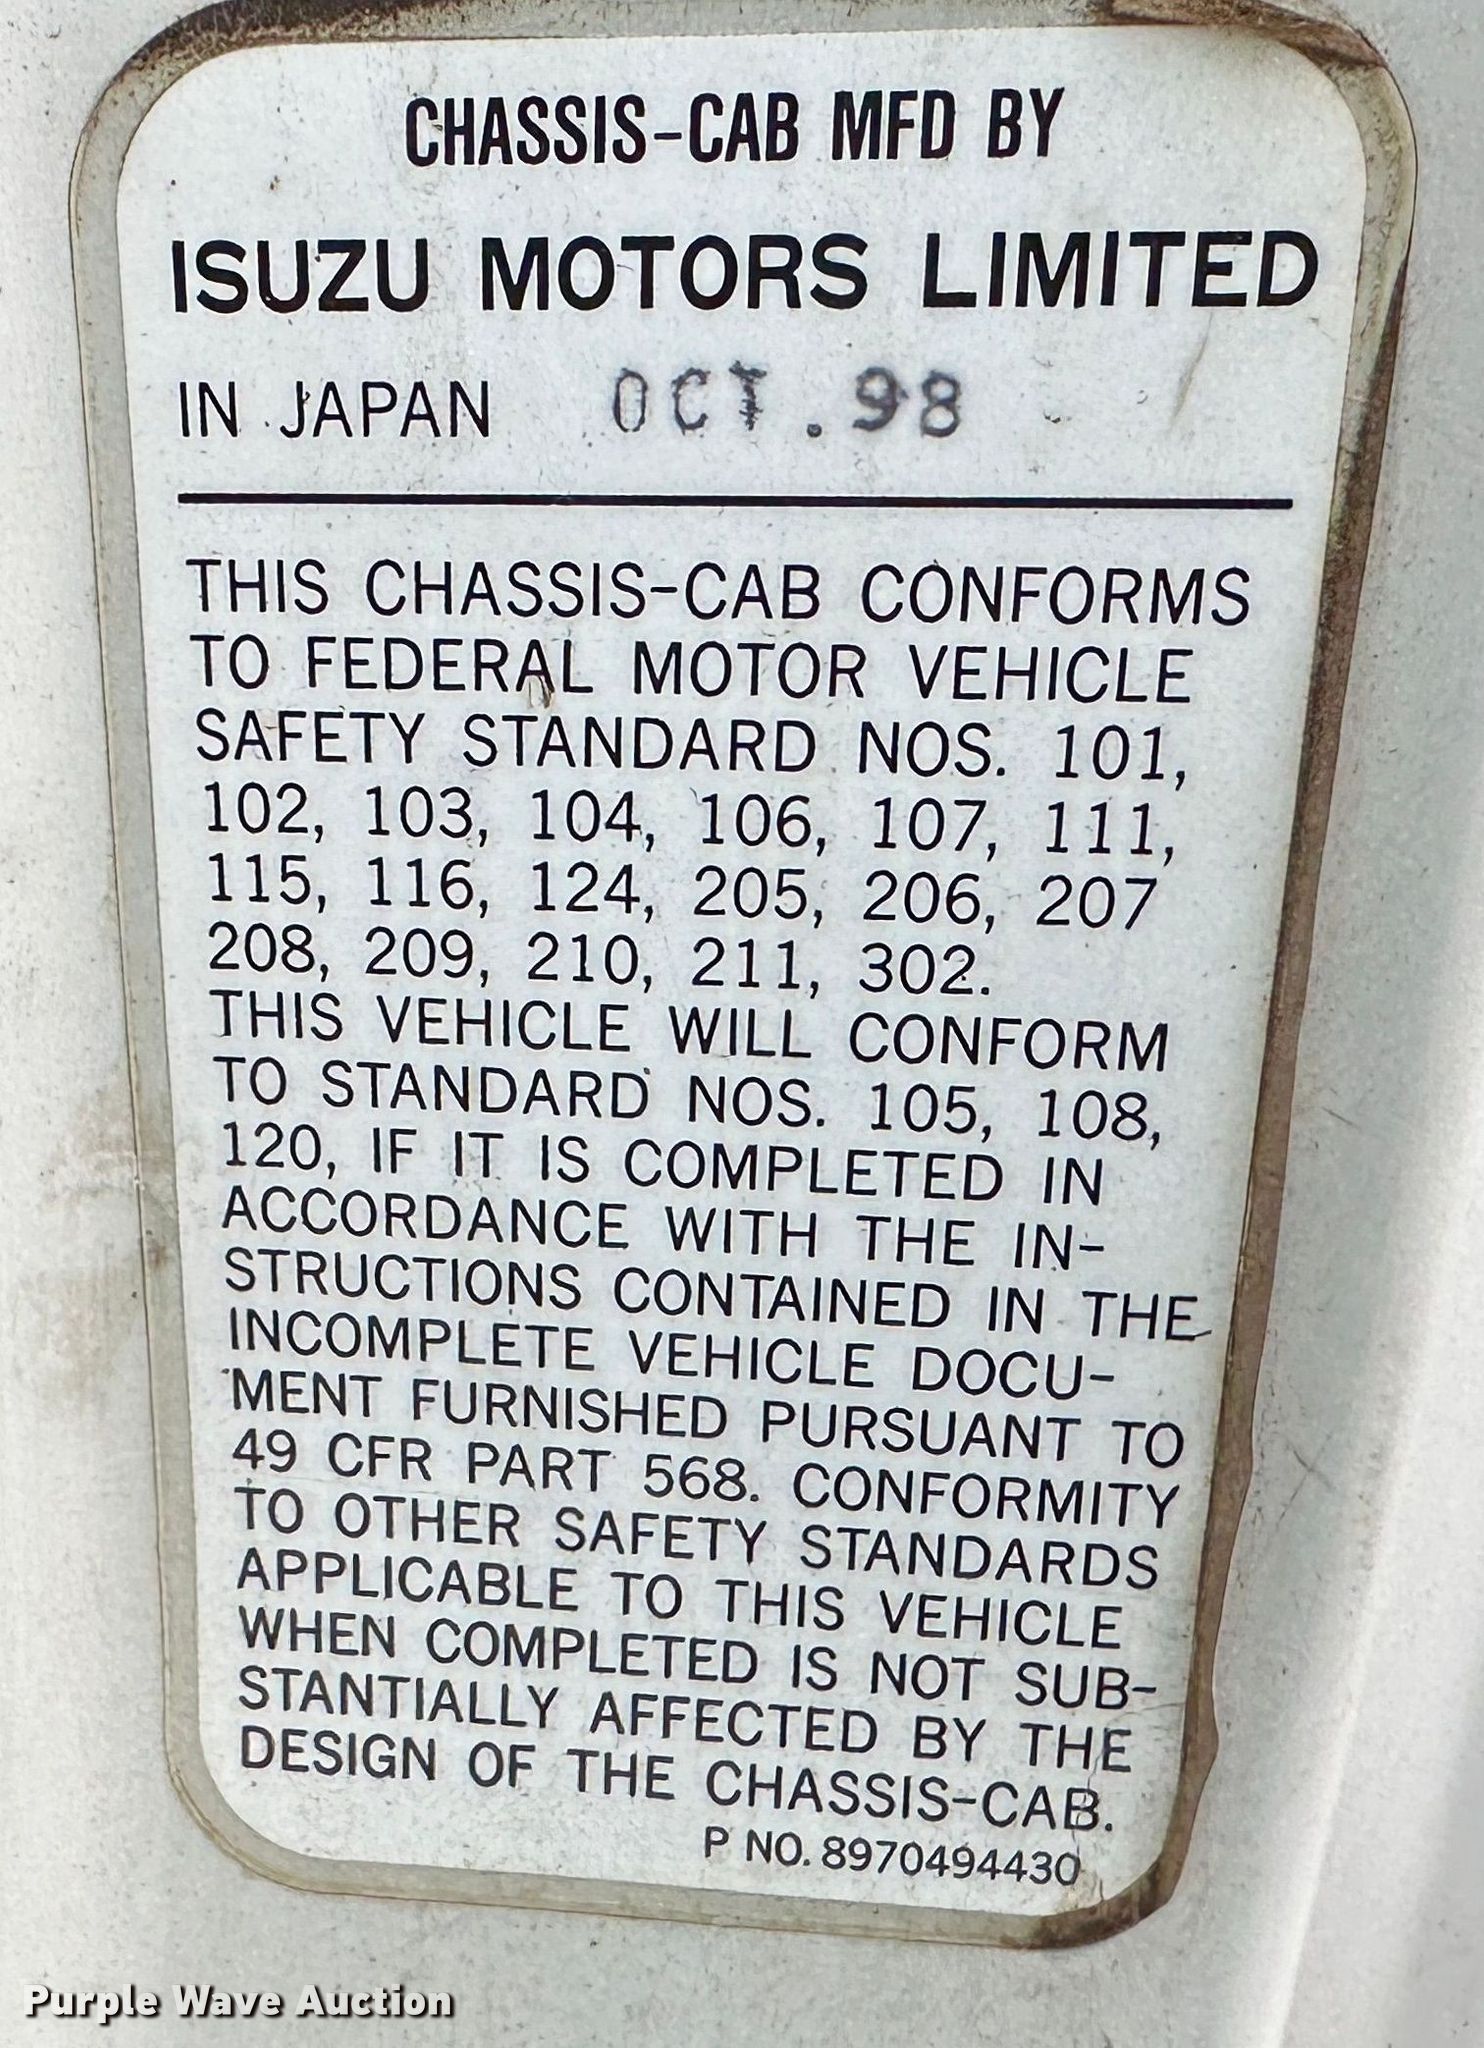 CHASSIS-CAB MFD BY
ISUZU MOTORS LIMITED
IN JAPAN OCT.98
THIS CHASSIS-CAB CONFORMS
TO FEDERAL MOTOR VEHICLE
SAFETY STANDARD NOS. 101,
102, 103, 104, 106, 107, 111,
115, 116, 124, 205, 206, 207
208, 209, 210, 211, 302.
THIS VEHICLE WILL CONFORM
TO STANDARD NOS. 105, 108,
120, IF IT IS COMPLETED IN
ACCORDANCE WITH THE IN-
STRUCTIONS CONTAINED IN THE
INCOMPLETE VEHICLE DOCU-
MENT FURNISHED PURSUANT TO
49 CFR PART 568. CONFORMITY
TO OTHER SAFETY STANDARDS
APPLICABLE TO THIS VEHICLE
WHEN COMPLETED IS NOT SUB-
STANTIALLY AFFECTED BY THE
DESIGN OF THE CHASSIS-CAB.
P NO. 8970494430
Purple Wave Auction